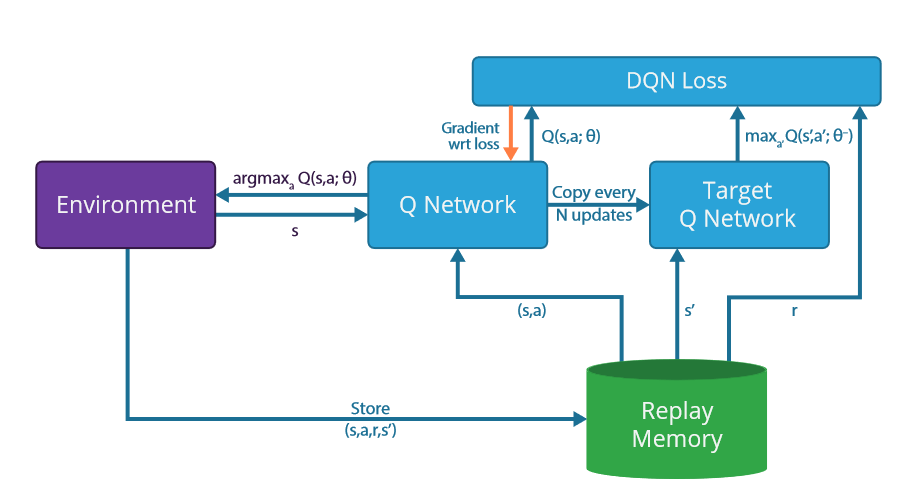 DQN Loss
Gradient
wrt loss
Q(s,a; θ)
maxₐ' Q(s',a'; θ⁻)
Environment
argmaxₐ Q(s,a; θ)
s
Q Network
Copy every
N updates
Target
Q Network
(s,a)
s'
r
Store
(s,a,r,s')
Replay
Memory